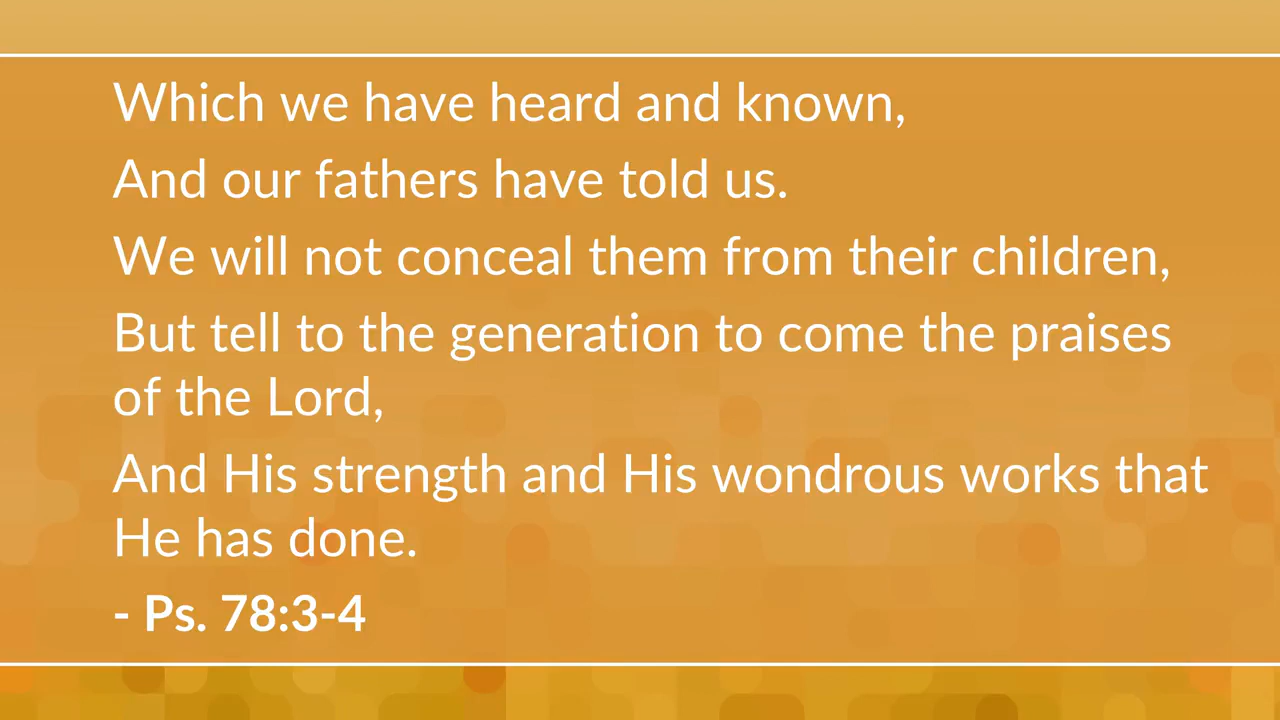 Which we have heard and known,
And our fathers have told us.
We will not conceal them from their children,
But tell to the generation to come the praises
of the Lord,
And His strength and His wondrous works that
He has done.
- Ps. 78:3-4